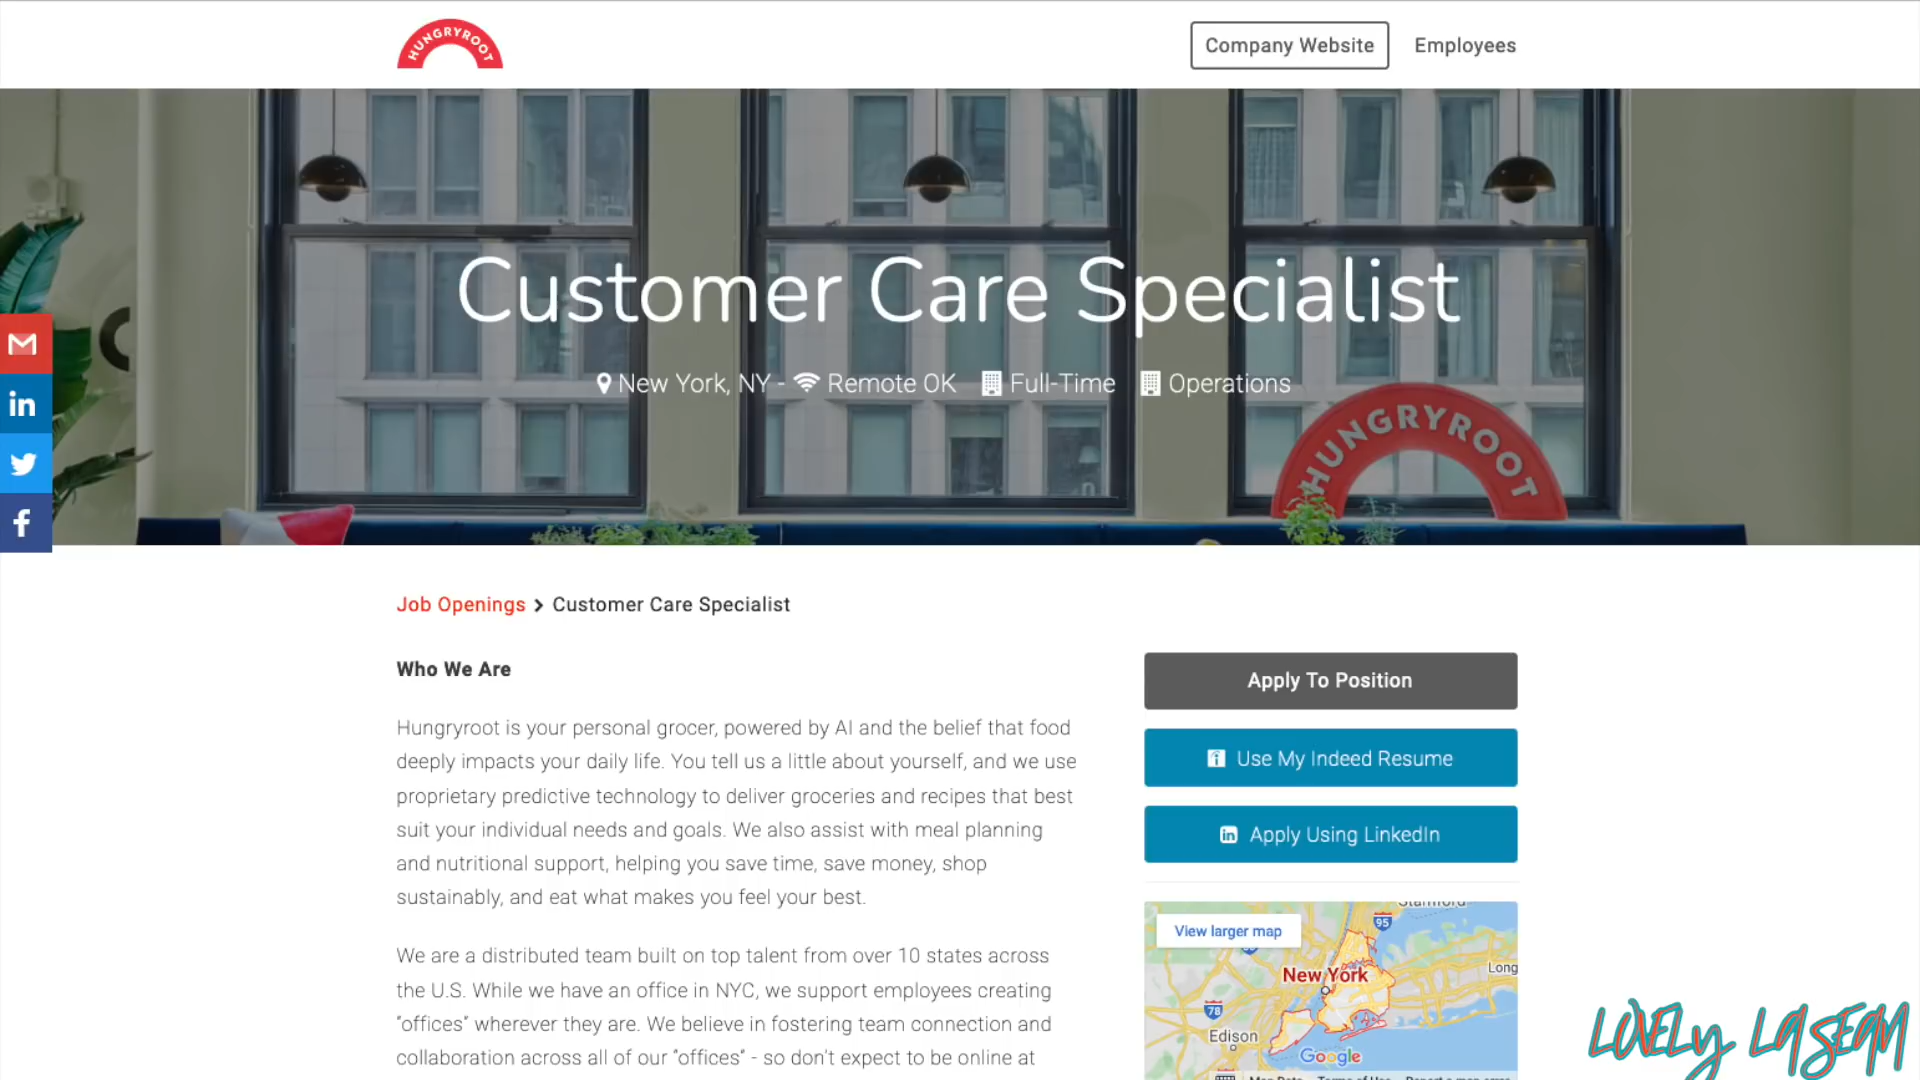 HUNGRYROOT
Company Website
Employees
Customer Care Specialist
New York, NY - Remote OK Full-Time Operations
HUNGRYROOT
Job Openings > Customer Care Specialist
Who We Are
Hungryroot is your personal grocer, powered by AI and the belief that food
deeply impacts your daily life. You tell us a little about yourself, and we use
proprietary predictive technology to deliver groceries and recipes that best
suit your individual needs and goals. We also assist with meal planning
and nutritional support, helping you save time, save money, shop
sustainably, and eat what makes you feel your best.
We are a distributed team built on top talent from over 10 states across
the U.S. While we have an office in NYC, we support employees creating
"offices" wherever they are. We believe in fostering team connection and
collaboration across all of our "offices" - so don't expect to be online at
Apply To Position
Use My Indeed Resume
Apply Using LinkedIn
View larger map
Stamford
95
New York
Long
78
Edison
Google
LOVELY LASEAN